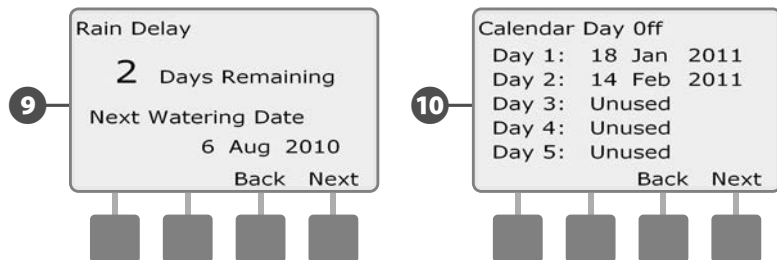 9
Rain Delay
2 Days Remaining
Next Watering Date
6 Aug 2010
Back Next
10
Calendar Day Off
Day 1: 18 Jan 2011
Day 2: 14 Feb 2011
Day 3: Unused
Day 4: Unused
Day 5: Unused
Back Next